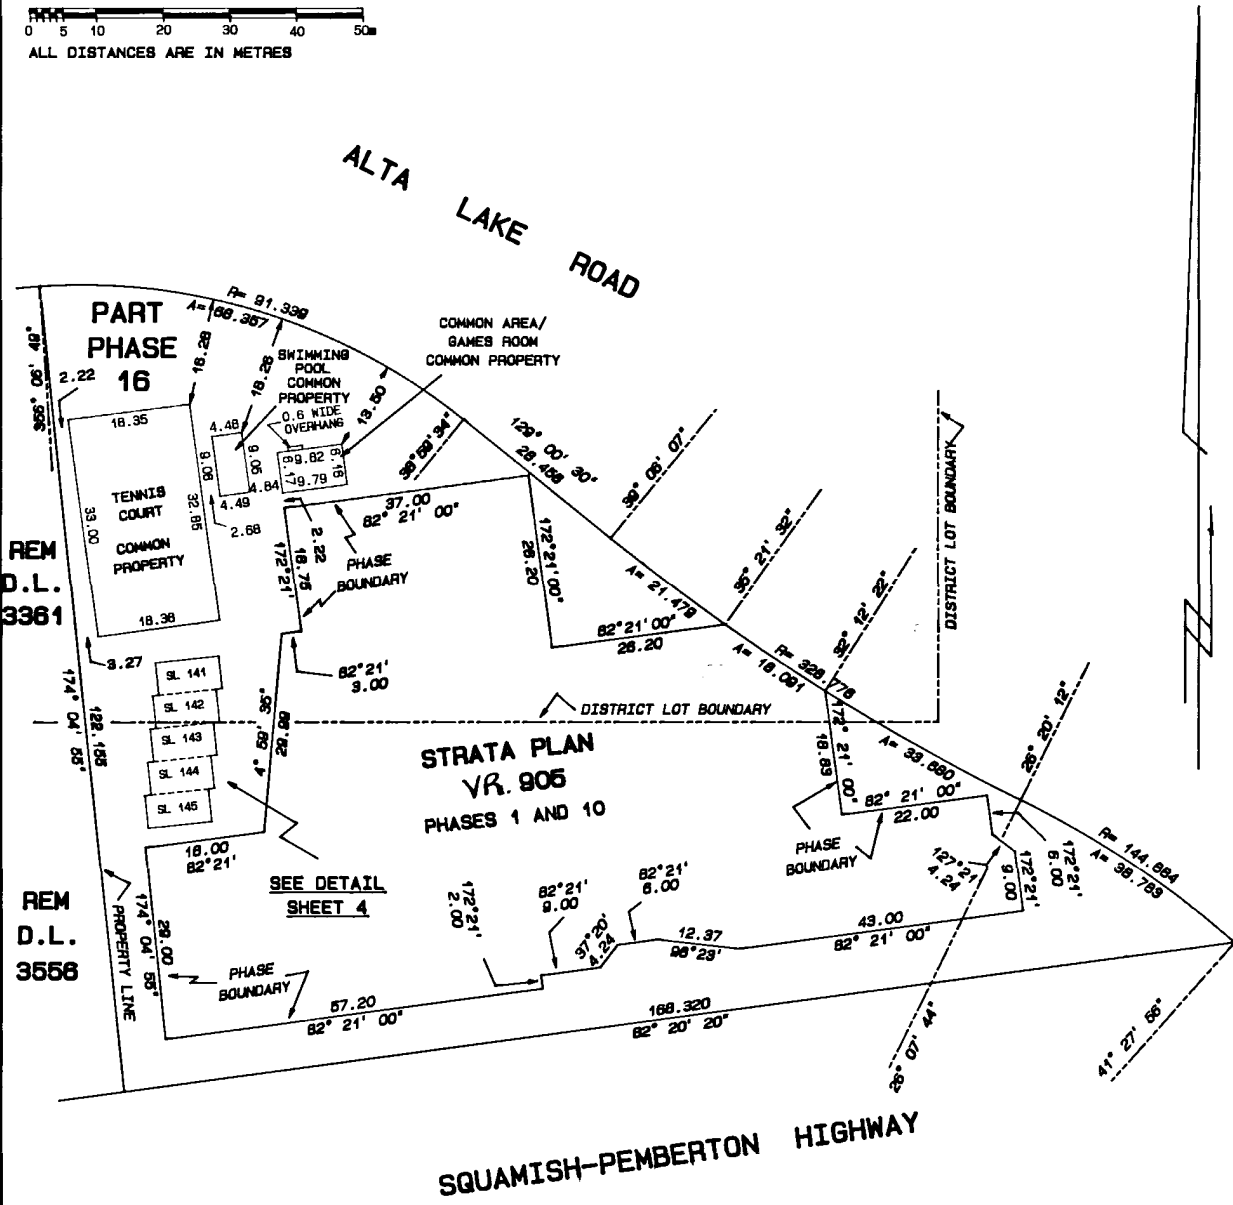 0 5 10 20 30 40 50m
ALL DISTANCES ARE IN METRES
ALTA LAKE ROAD
PART
PHASE
16
R= 91.339
A= 66.357
16.28
18.26
13.50
SWIMMING
POOL
COMMON
PROPERTY
0.6 WIDE
OVERHANG
COMMON AREA/
GAMES ROOM
COMMON PROPERTY
2.22
18.35
4.48
9.06
9.05
4.49
4.84
2.68
9.82
6.17
6.16
9.79
TENNIS
COURT
COMMON
PROPERTY
33.00
32.85
18.38
3.27
356° 06' 49"
REM
D.L.
3361
38° 59' 34"
129° 00' 30"
28.456
39° 06' 07"
36° 21' 32"
32° 12' 22"
DISTRICT LOT BOUNDARY
37.00
82° 21' 00"
2.22
18.75
172° 21'
PHASE
BOUNDARY
172° 21' 00"
26.20
82° 21' 00"
26.20
A= 21.479
R= 326.776
A= 18.091
A= 33.680
82° 21'
3.00
SL 141
SL 142
SL 143
SL 144
SL 145
4° 59' 35"
29.99
174° 04' 55"
122.155
DISTRICT LOT BOUNDARY
STRATA PLAN
VR. 905
PHASES 1 AND 10
172° 21' 00"
18.83
82° 21' 00"
22.00
26° 20' 12"
PHASE
BOUNDARY
127° 21'
4.24
172° 21'
6.00
172° 21'
9.00
R= 144.884
A= 38.763
18.00
82° 21'
SEE DETAIL
SHEET 4
REM
D.L.
3556
PROPERTY LINE
174° 04' 55"
29.00
PHASE
BOUNDARY
57.20
82° 21' 00"
172° 21'
2.00
82° 21'
9.00
37° 20'
4.24
82° 21'
6.00
12.37
96° 23'
43.00
82° 21' 00"
168.320
82° 20' 20"
26° 07' 44"
41° 27' 56"
SQUAMISH-PEMBERTON HIGHWAY